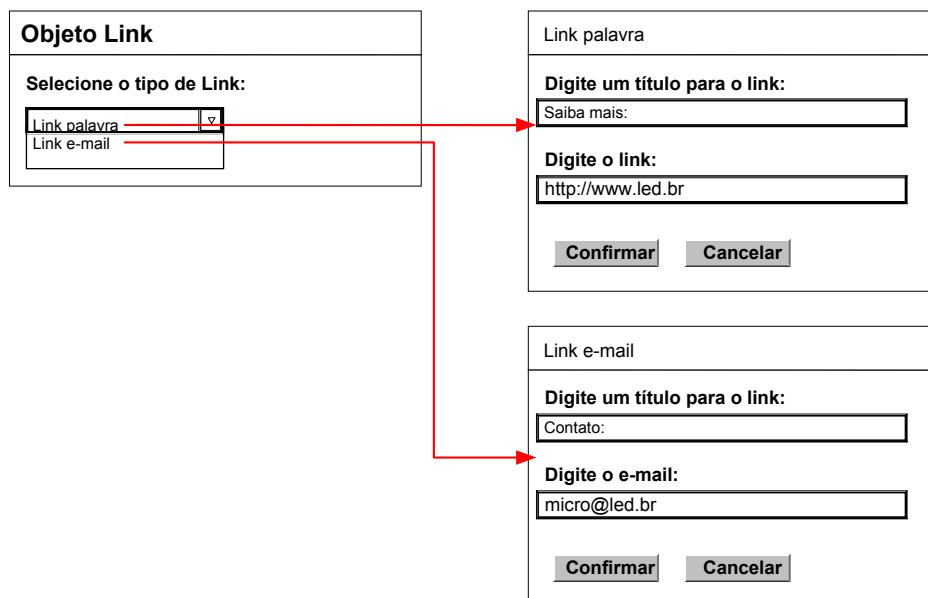 Objeto Link
Selecione o tipo de Link:
Link palavra
Link e-mail
Link palavra
Digite um título para o link:
Saiba mais:
Digite o link:
http://www.led.br
Confirmar Cancelar
Link e-mail
Digite um título para o link:
Contato:
Digite o e-mail:
micro@led.br
Confirmar Cancelar